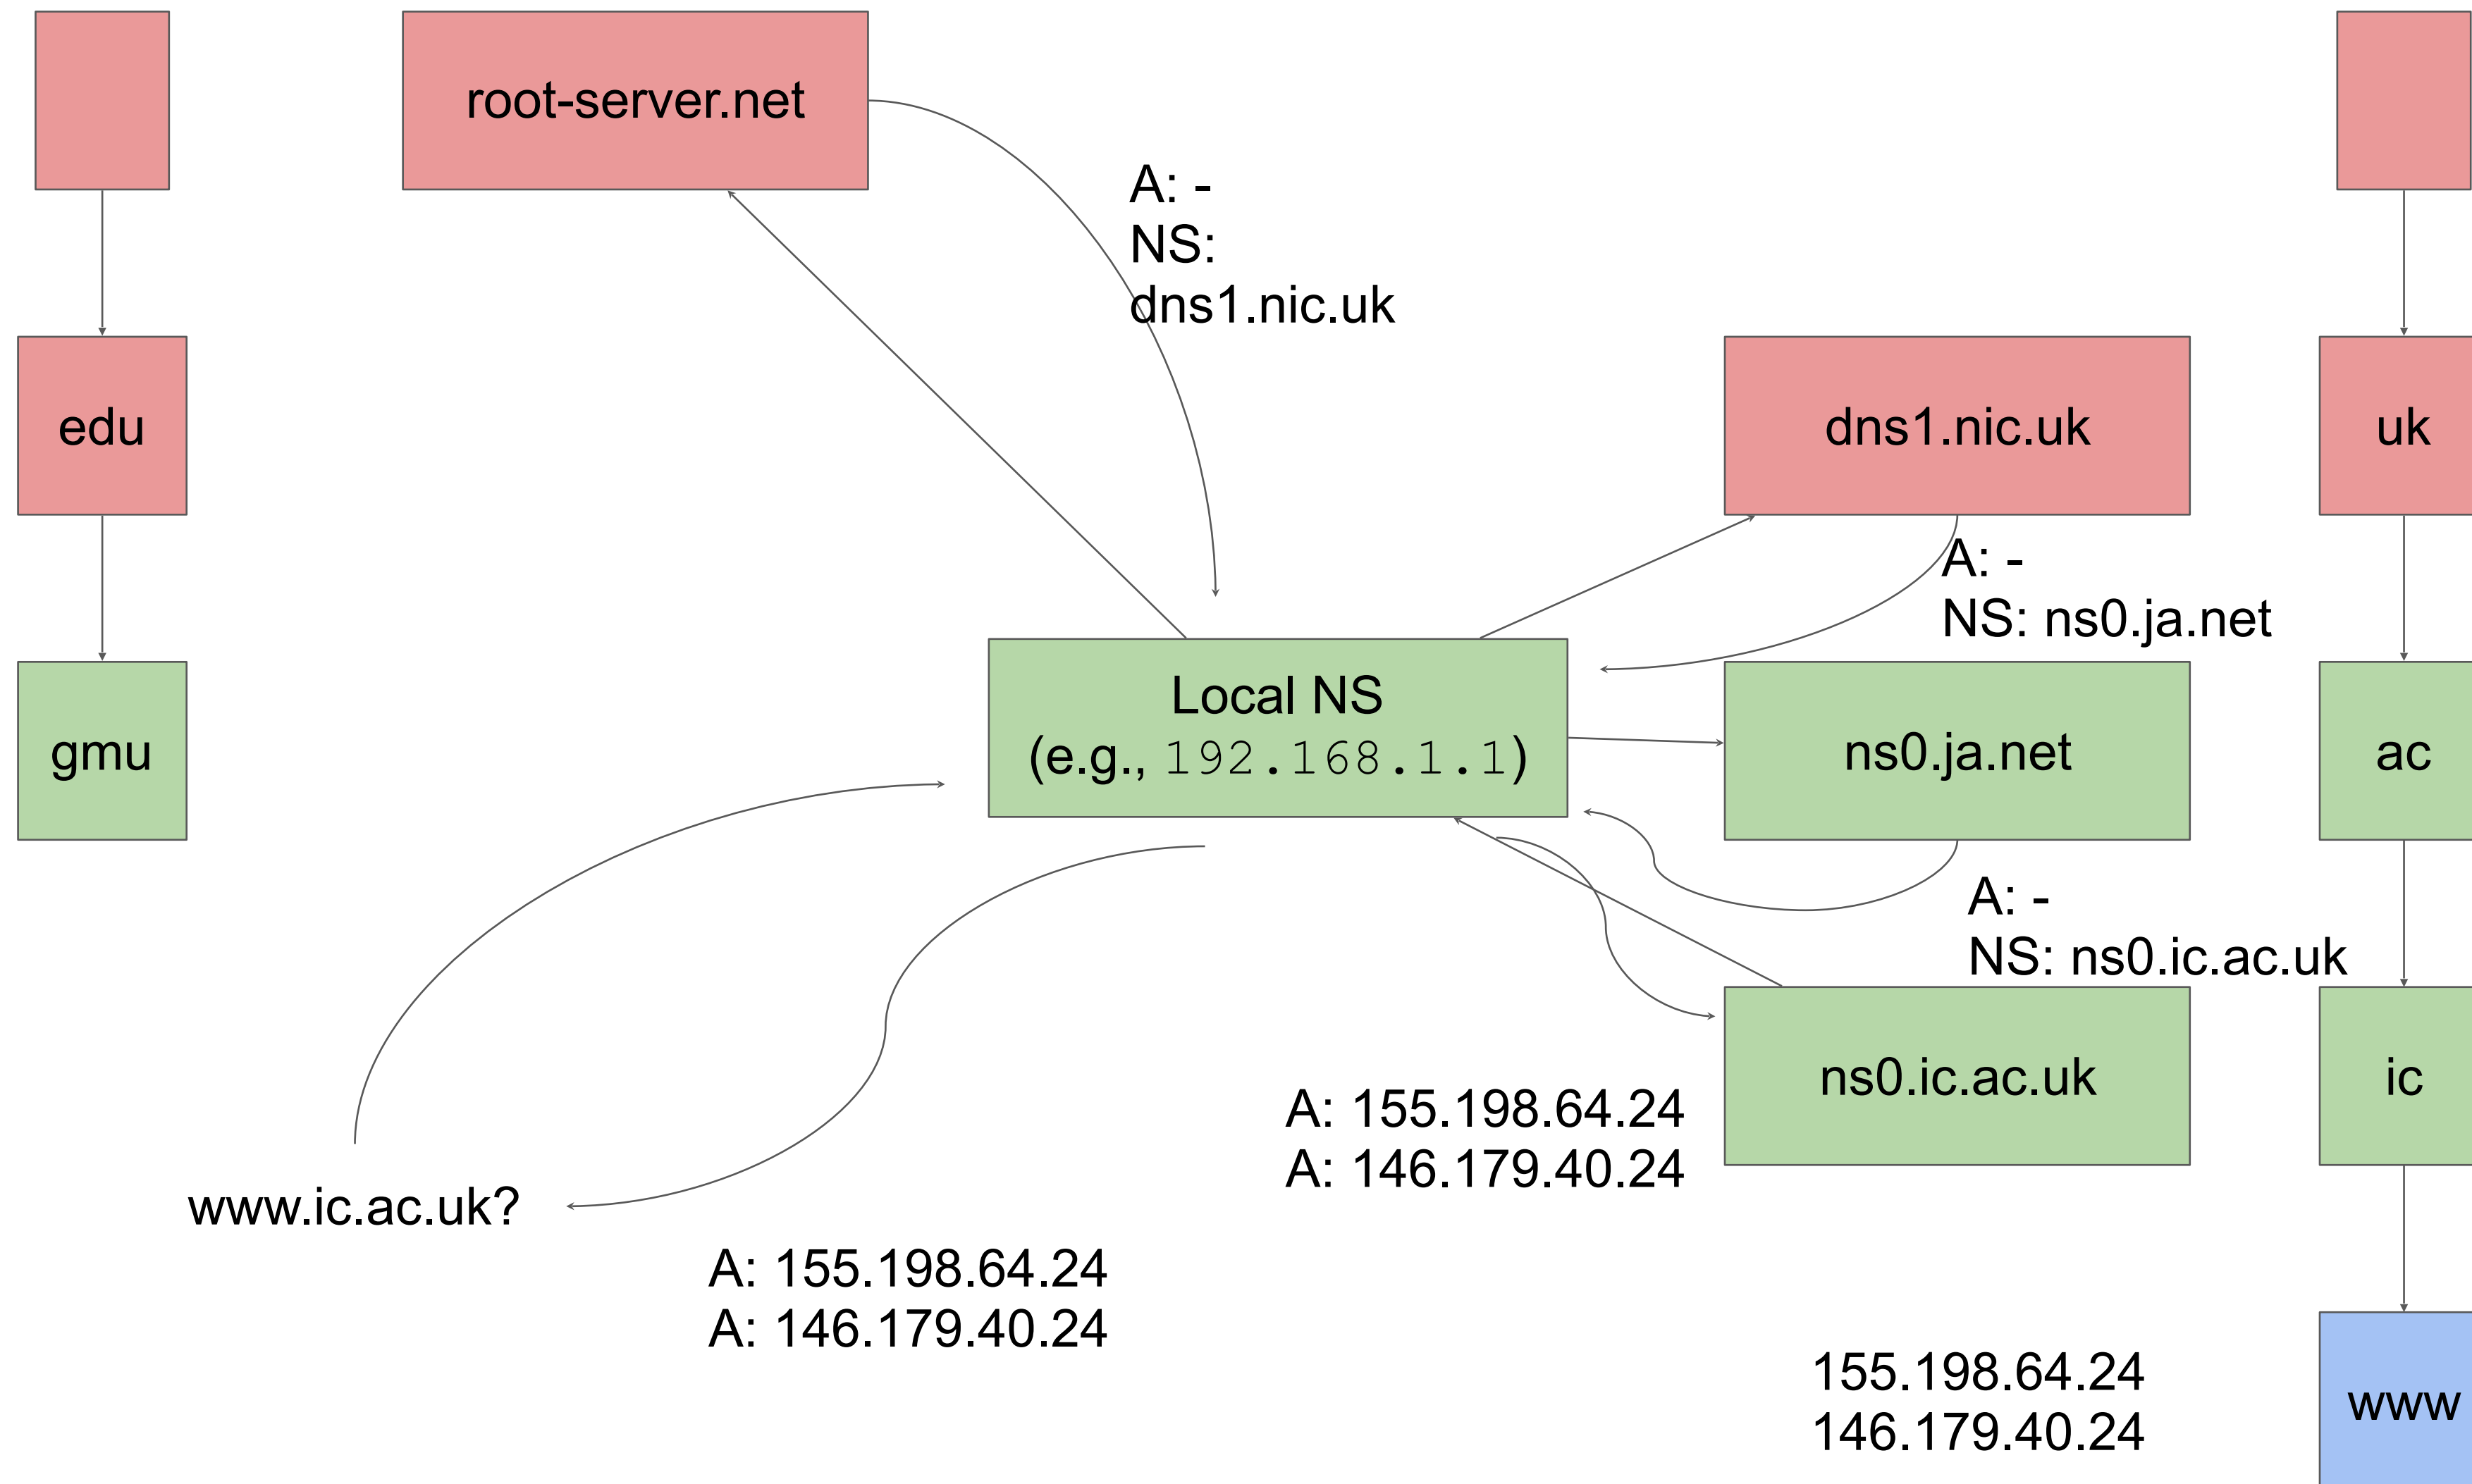 root-server.net
A: -
NS:
dns1.nic.uk
edu
dns1.nic.uk
uk
A: -
NS: ns0.ja.net
gmu
Local NS
(e.g., 192.168.1.1)
ns0.ja.net
ac
A: -
NS: ns0.ic.ac.uk
ns0.ic.ac.uk
ic
A: 155.198.64.24
A: 146.179.40.24
www.ic.ac.uk?
A: 155.198.64.24
A: 146.179.40.24
155.198.64.24
146.179.40.24
www